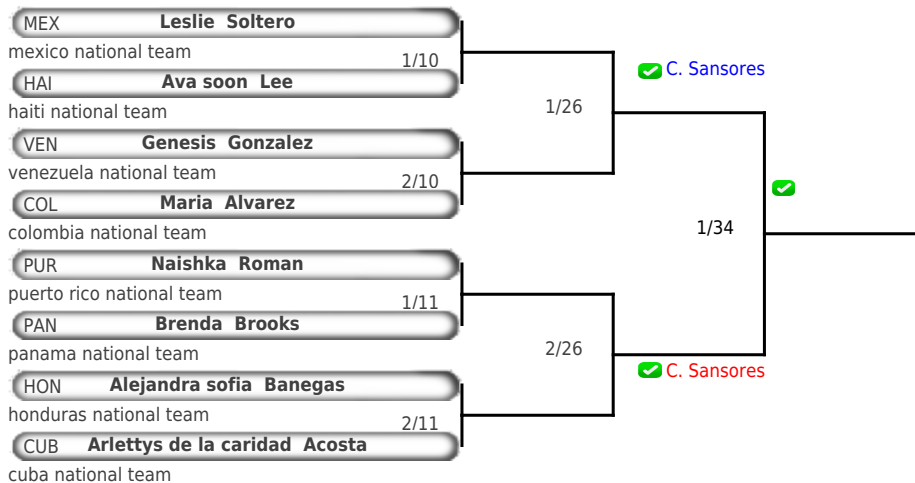 MEX Leslie Soltero
mexico national team
1/10
HAI Ava soon Lee
haiti national team
VEN Genesis Gonzalez
venezuela national team
2/10
COL Maria Alvarez
colombia national team
1/26
C. Sansores
PUR Naishka Roman
puerto rico national team
1/11
PAN Brenda Brooks
panama national team
HON Alejandra sofia Banegas
honduras national team
2/11
CUB Arlettys de la caridad Acosta
cuba national team
2/26
C. Sansores
1/34